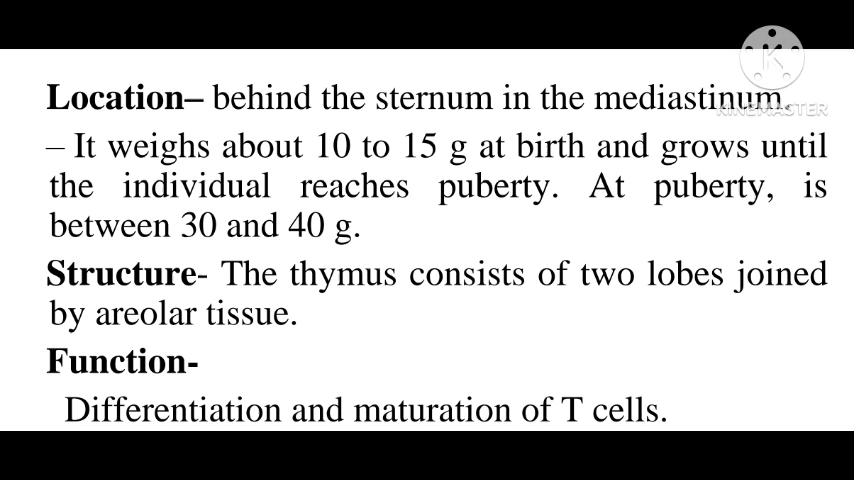 Location– behind the sternum in the mediastinum.
KINEMASTER
– It weighs about 10 to 15 g at birth and grows until
the individual reaches puberty. At puberty, is
between 30 and 40 g.
Structure- The thymus consists of two lobes joined
by areolar tissue.
Function-
Differentiation and maturation of T cells.